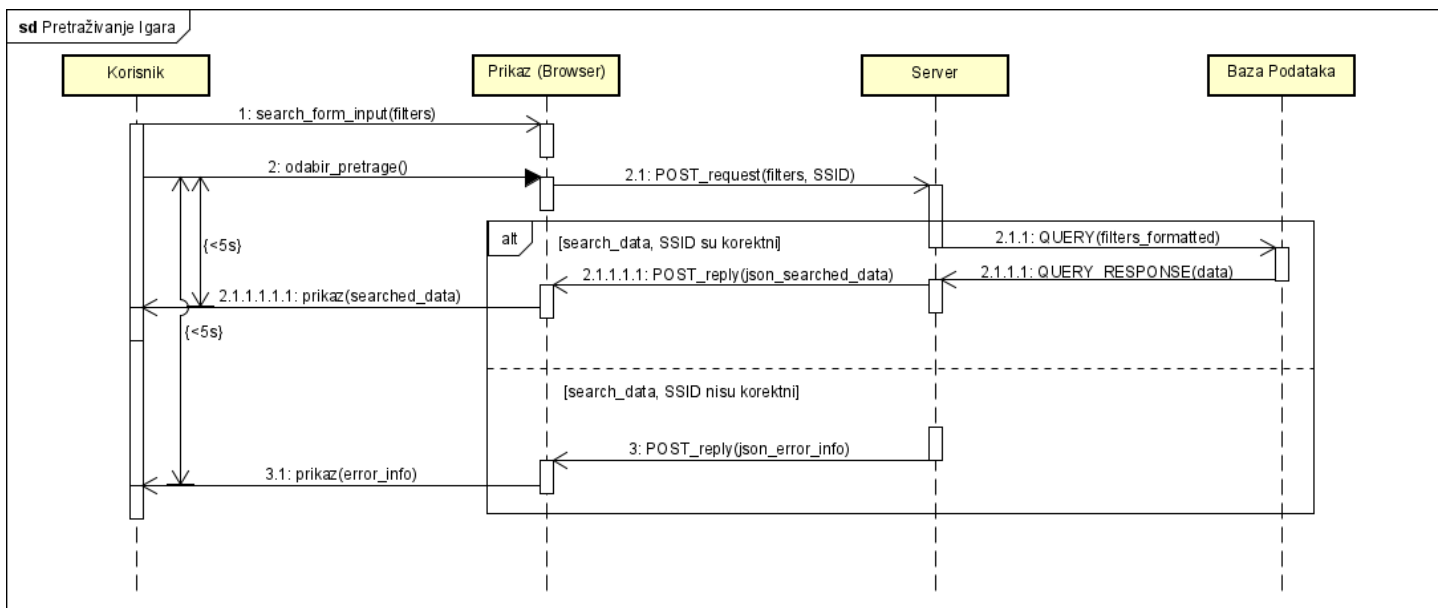 sd Pretraživanje Igara
Korisnik
Prikaz (Browser)
Server
Baza Podataka
1: search_form_input(filters)
2: odabir_pretrage()
2.1: POST_request(filters, SSID)
alt
[search_data, SSID su korektni]
2.1.1: QUERY(filters_formatted)
{<5s}
2.1.1.1.1: POST_reply(json_searched_data)
2.1.1.1: QUERY_RESPONSE(data)
2.1.1.1.1.1: prikaz(searched_data)
{<5s}
[search_data, SSID nisu korektni]
3: POST_reply(json_error_info)
3.1: prikaz(error_info)